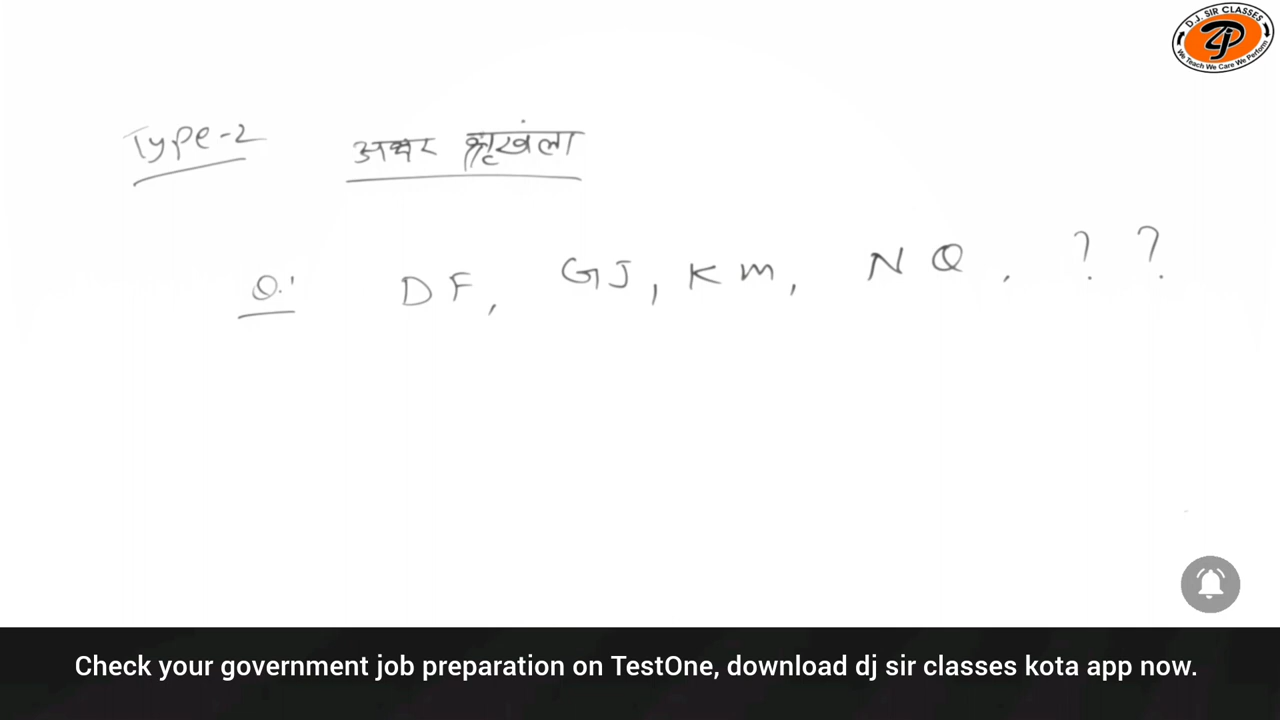 D.J. SIR CLASSES
We Teach We Care We Perform
Type-2 अक्षर श्रृखंला
Q. DF, GJ, KM, NQ, ? ?
Check your government job preparation on TestOne, download dj sir classes kota app now.